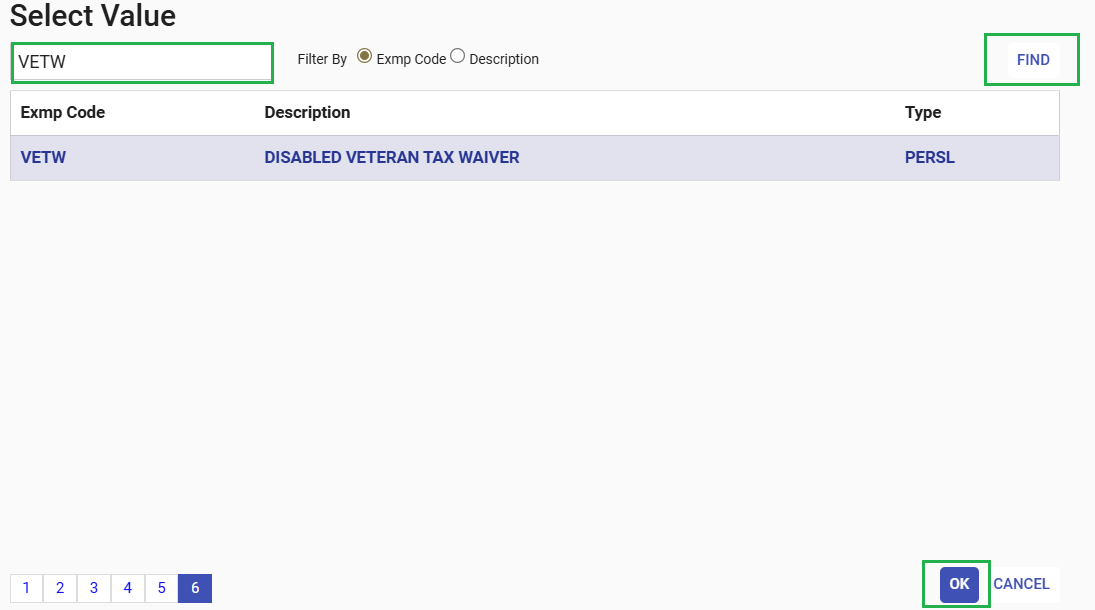 Select Value
VETW Filter By Exmp Code Description FIND
Exmp Code Description Type
VETW DISABLED VETERAN TAX WAIVER PERSL
1 2 3 4 5 6 OK CANCEL